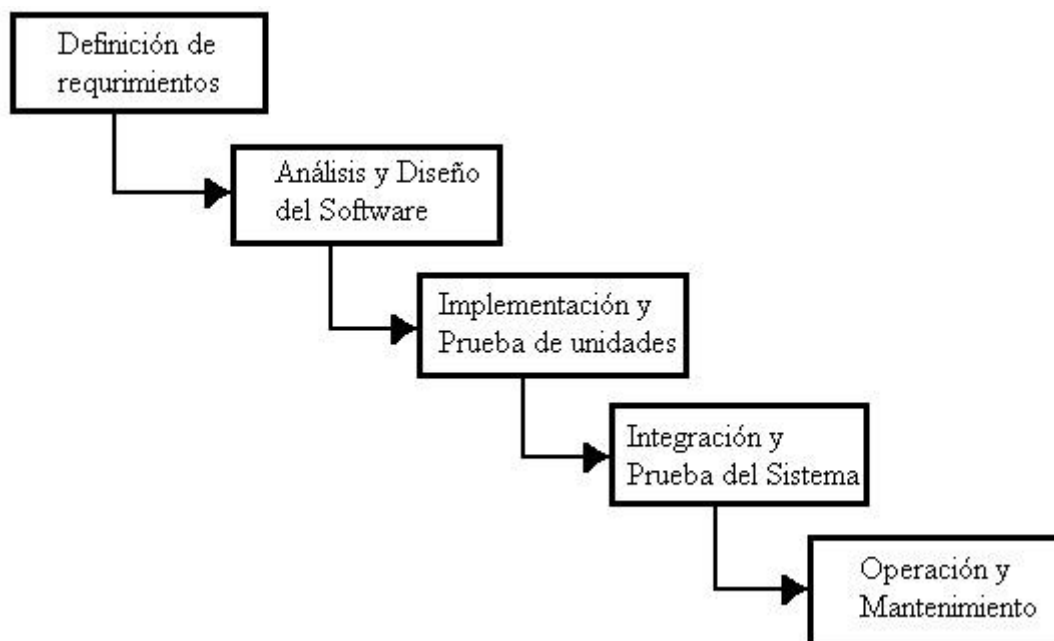 Definición de
requrimientos
Análisis y Diseño
del Software
Implementación y
Prueba de unidades
Integración y
Prueba del Sistema
Operación y
Mantenimiento